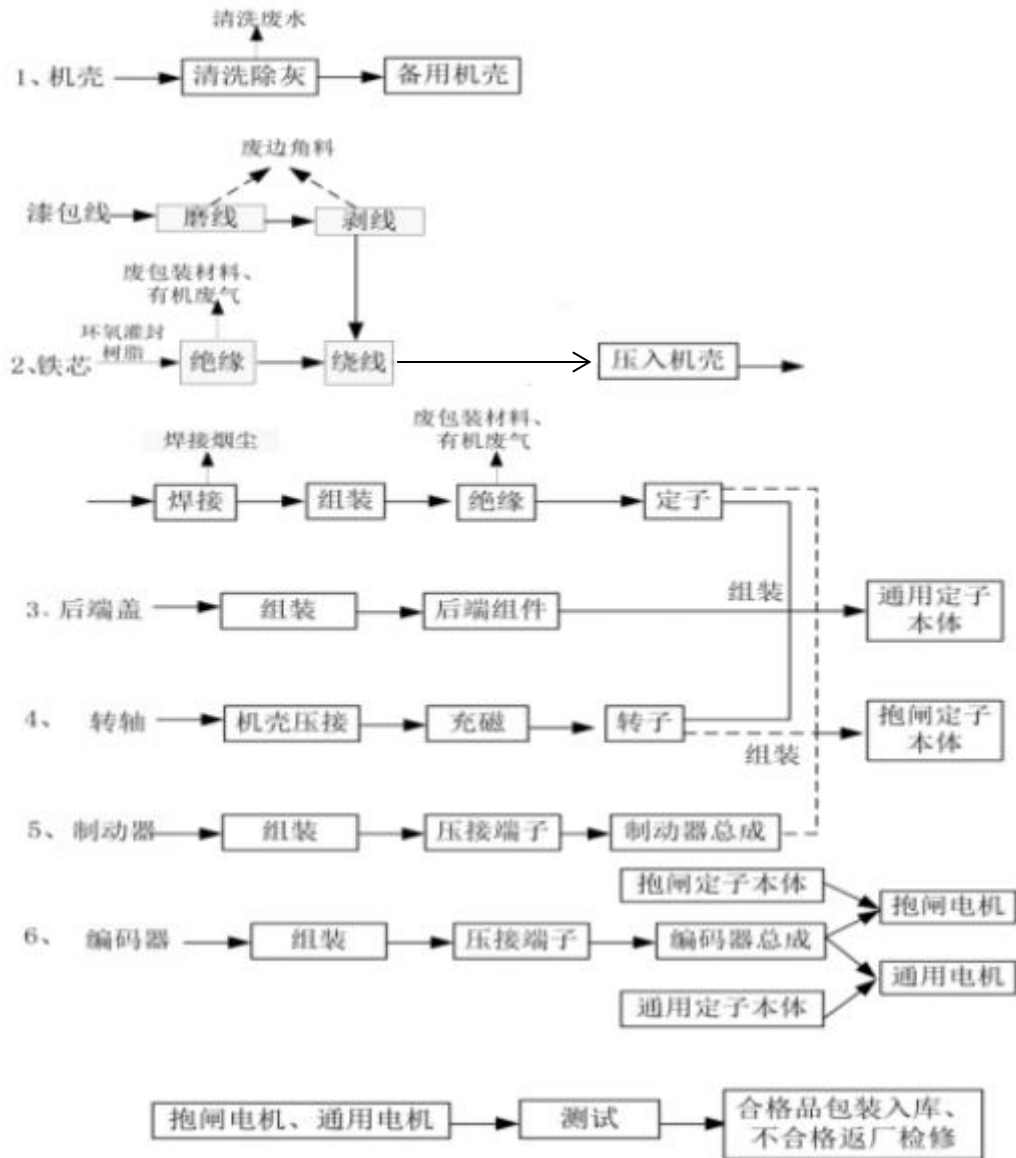 清洗废水
1、机壳
清洗除灰
备用机壳
废边角料
漆包线
磨线
剥线
废包装材料、
有机废气
2、铁芯
环氧灌封
树脂
绝缘
绕线
压入机壳
焊接烟尘
废包装材料、
有机废气
焊接
组装
绝缘
定子
3、后端盖
组装
后端组件
组装
通用定子
本体
4、
转轴
机壳压接
充磁
转子
组装
抱闸定子
本体
5、制动器
组装
压接端子
制动器总成
抱闸定子本体
抱闸电机
6、
编码器
组装
压接端子
编码器总成
通用电机
通用定子本体
抱闸电机、通用电机
测试
合格品包装入库、
不合格返厂检修